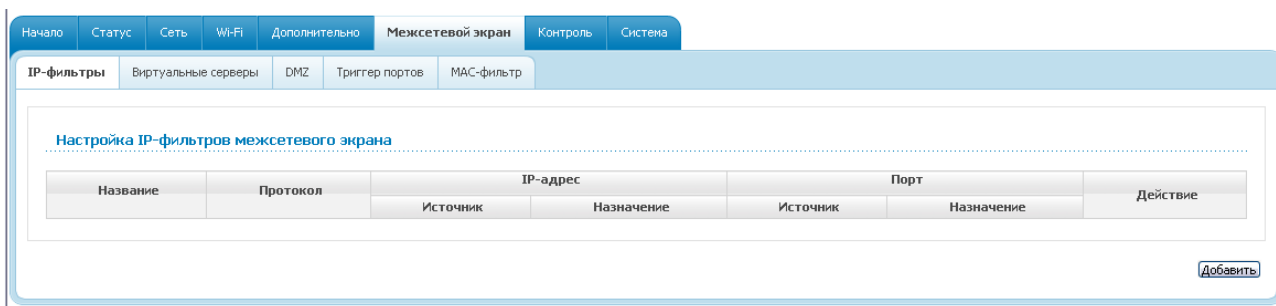 Начало Статус Сеть Wi-Fi Дополнительно Межсетевой экран Контроль Система
IP-фильтры Виртуальные серверы DMZ Триггер портов MAC-фильтр
Настройка IP-фильтров межсетевого экрана
Название Протокол IP-адрес Порт Действие
Источник Назначение Источник Назначение
Добавить